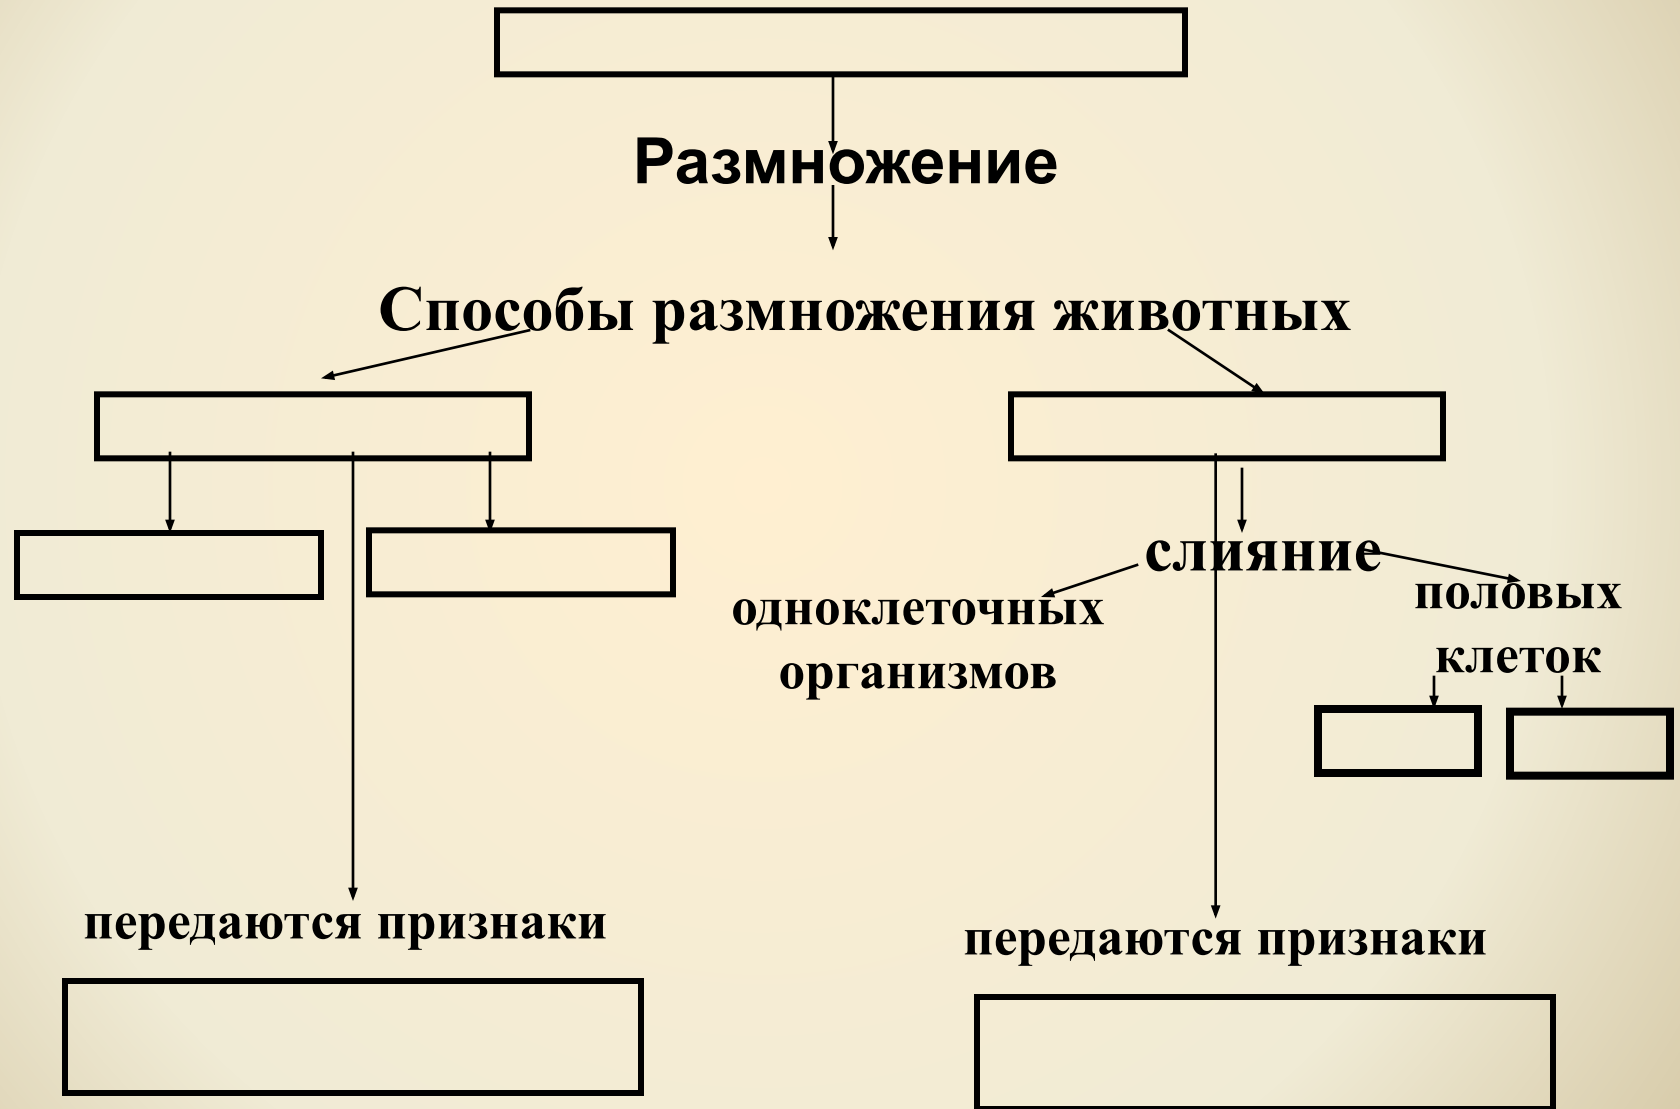 Размножение
Способы размножения животных
слияние
одноклеточных
организмов
половых
клеток
передаются признаки
передаются признаки